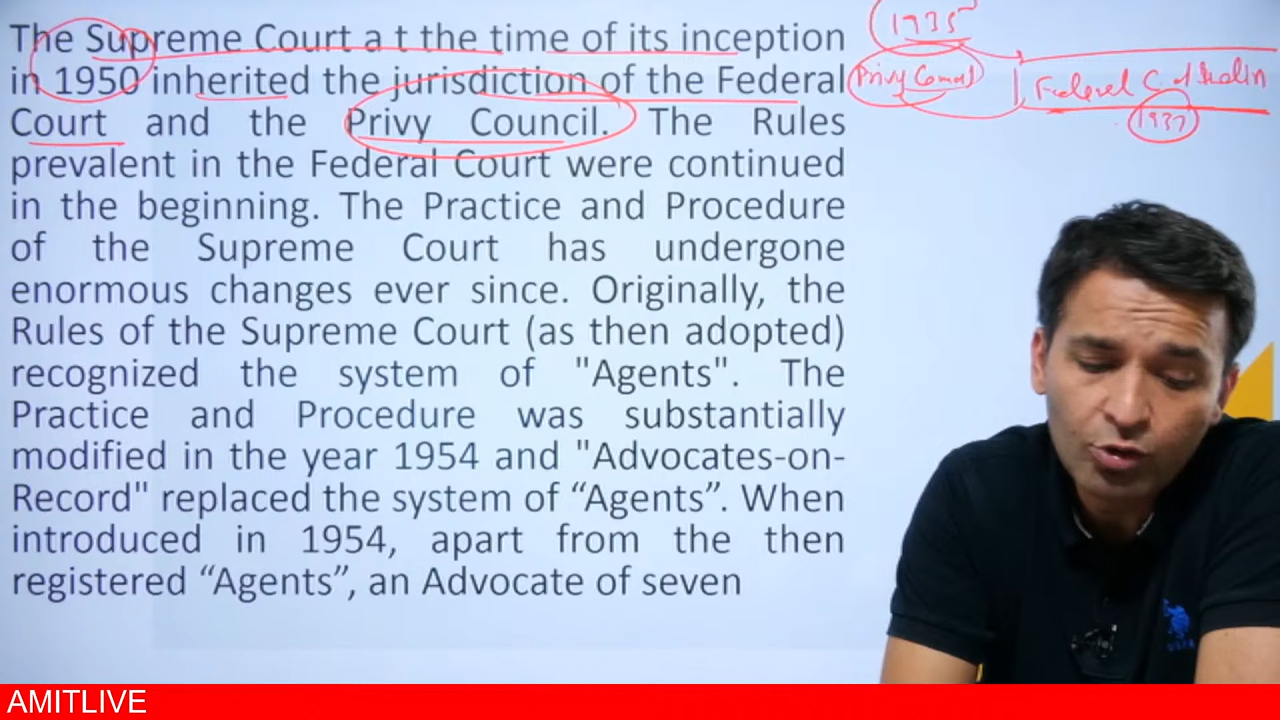 The Supreme Court a t the time of its inception
in 1950 inherited the jurisdiction of the Federal
Court and the Privy Council. The Rules
prevalent in the Federal Court were continued
in the beginning. The Practice and Procedure
of the Supreme Court has undergone
enormous changes ever since. Originally, the
Rules of the Supreme Court (as then adopted)
recognized the system of "Agents". The
Practice and Procedure was substantially
modified in the year 1954 and "Advocates-on-
Record" replaced the system of “Agents”. When
introduced in 1954, apart from the then
registered “Agents”, an Advocate of seven
1935
Privy
Federal C of
1937
AMITLIVE